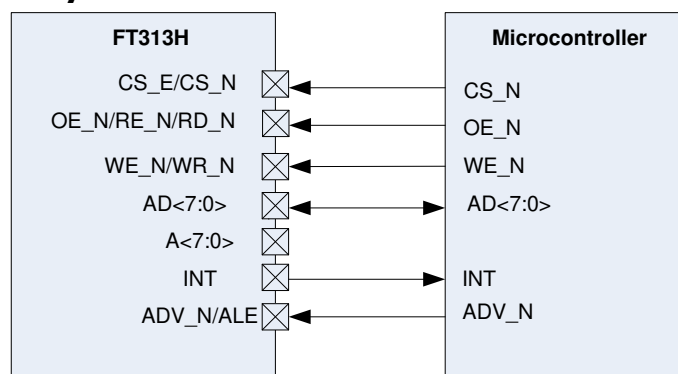 FT313H
Microcontroller
CS_E/CS_N
CS_N
OE_N/RE_N/RD_N
OE_N
WE_N/WR_N
WE_N
AD<7:0>
AD<7:0>
A<7:0>
INT
INT
ADV_N/ALE
ADV_N